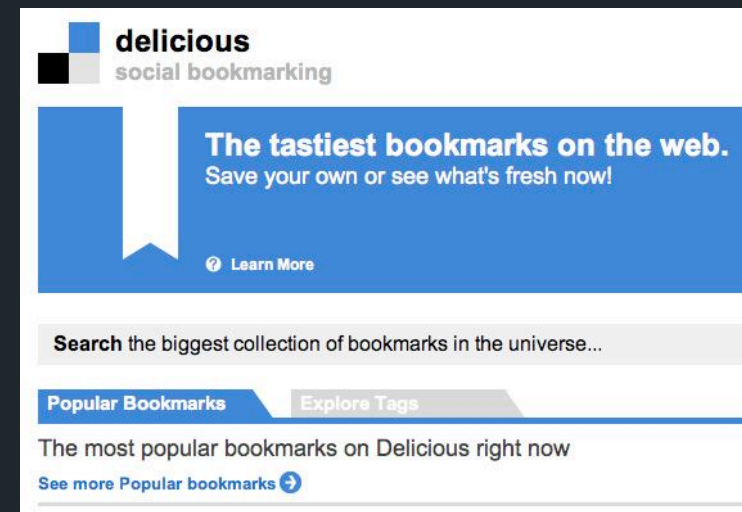 delicious
social bookmarking
The tastiest bookmarks on the web.
Save your own or see what's fresh now!
? Learn More
Search the biggest collection of bookmarks in the universe...
Popular Bookmarks
Explore Tags
The most popular bookmarks on Delicious right now
See more Popular bookmarks